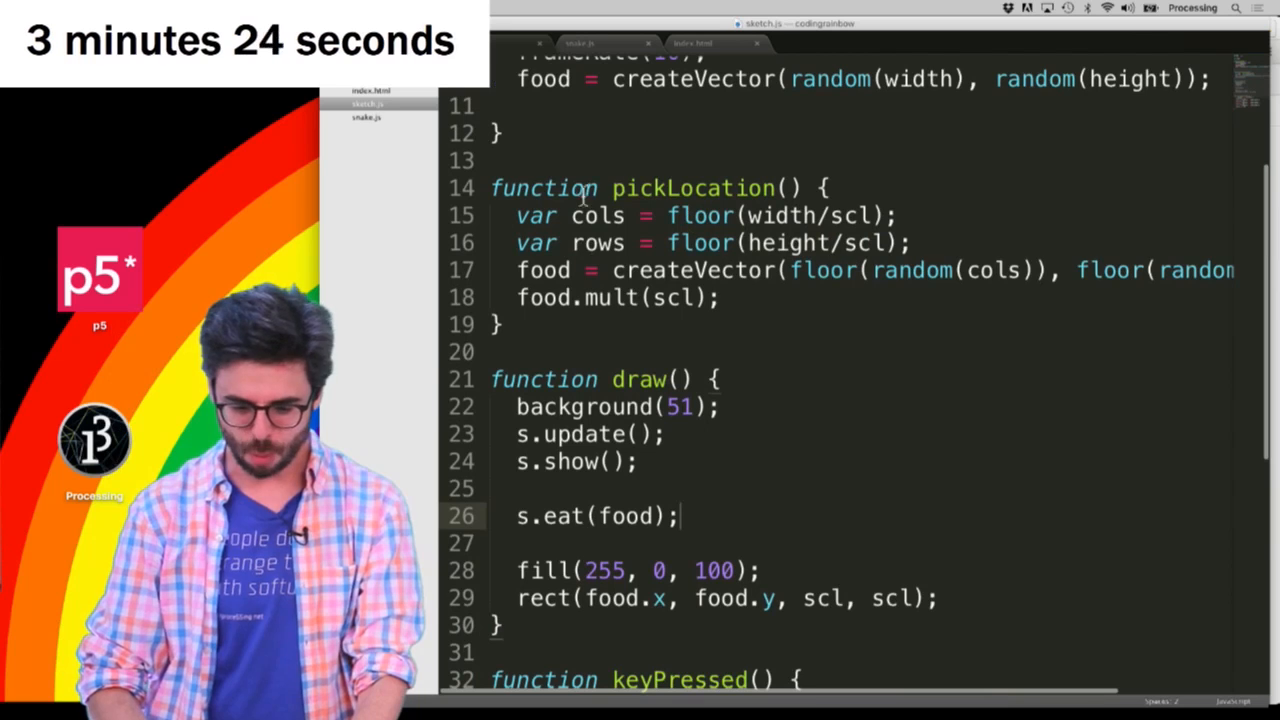 3 minutes 24 seconds
Processing
sketch.js — codingrainbow
snake.js
index.html
index.html
sketch.js
snake.js
food = createVector(random(width), random(height));
11
12 }
13
14 function pickLocation() {
15 var cols = floor(width/scl);
16 var rows = floor(height/scl);
17 food = createVector(floor(random(cols)), floor(random
18 food.mult(scl);
19 }
20
21 function draw() {
22 background(51);
23 s.update();
24 s.show();
25
26 s.eat(food);
27
28 fill(255, 0, 100);
29 rect(food.x, food.y, scl, scl);
30 }
31
32 function keyPressed() {
p5*
p5
Processing
JavaScript